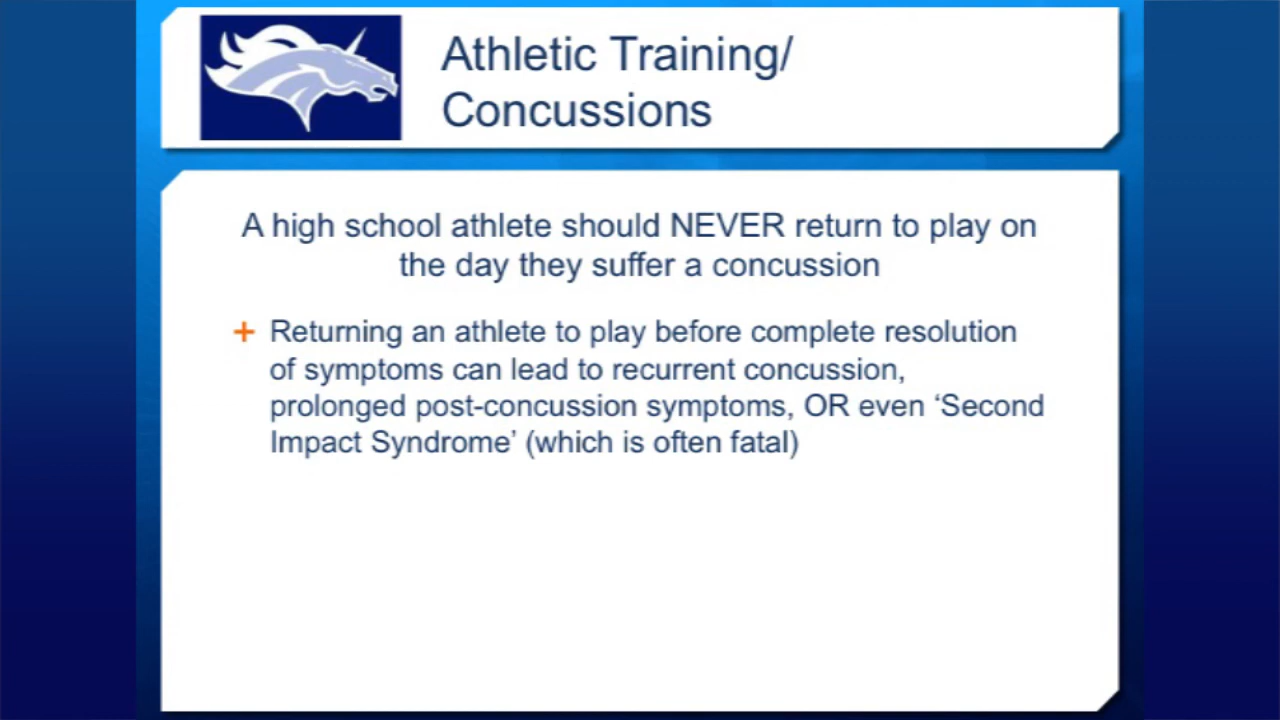 Athletic Training/
Concussions
A high school athlete should NEVER return to play on
the day they suffer a concussion
+ Returning an athlete to play before complete resolution
of symptoms can lead to recurrent concussion,
prolonged post-concussion symptoms, OR even ‘Second
Impact Syndrome’ (which is often fatal)